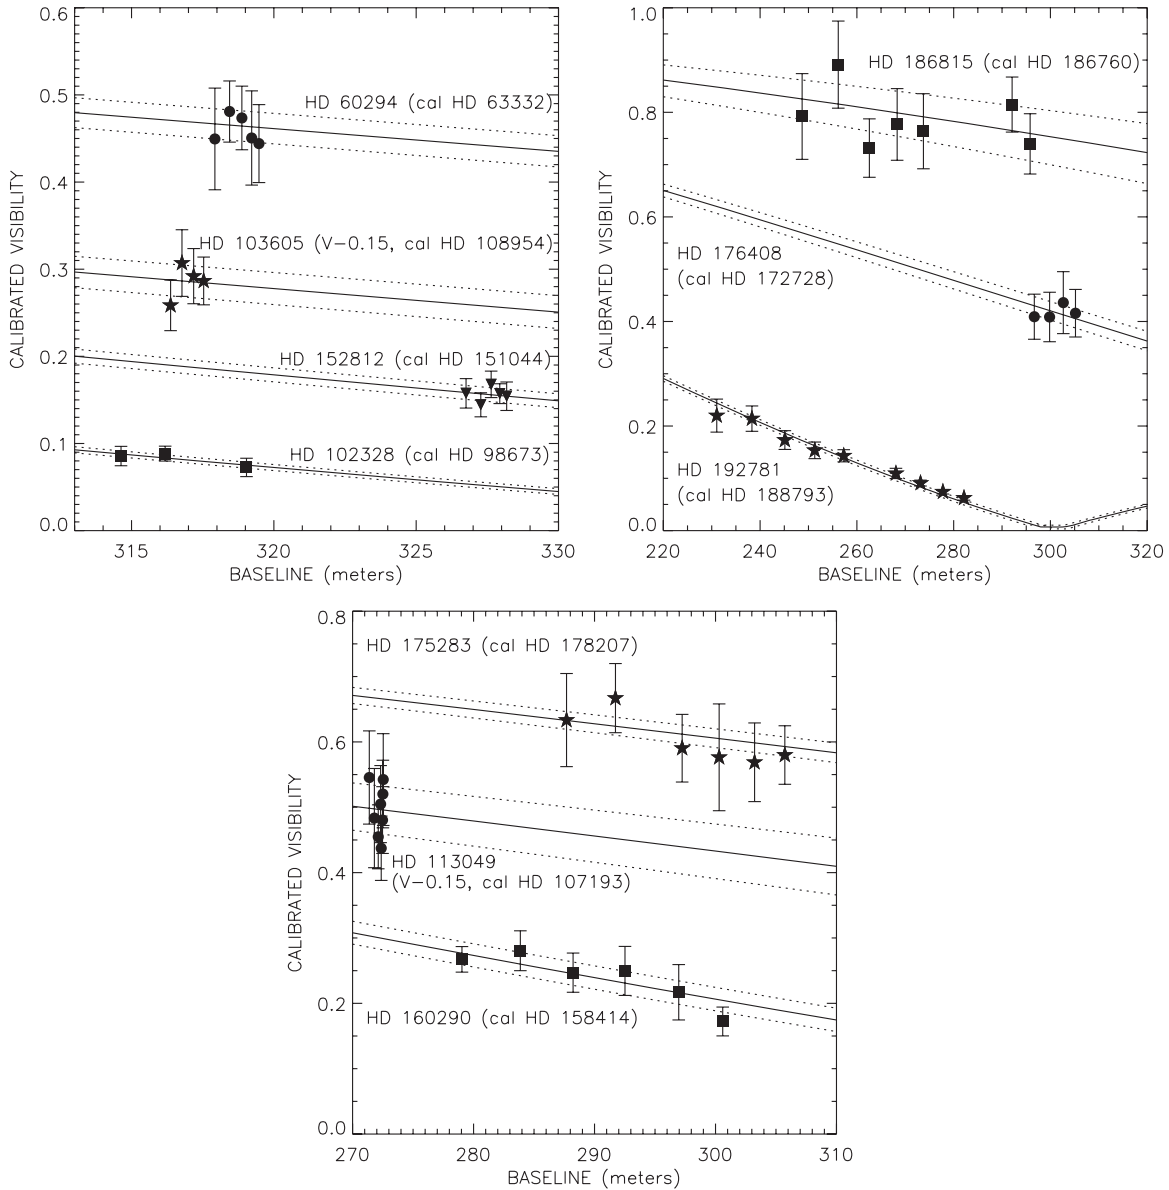 0.6
0.5
0.4
0.3
0.2
0.1
0.0
CALIBRATED VISIBILITY
HD 60294 (cal HD 63332)
HD 103605 (V−0.15, cal HD 108954)
HD 152812 (cal HD 151044)
HD 102328 (cal HD 98673)
315
320
325
330
BASELINE (meters)
1.0
0.8
0.6
0.4
0.2
0.0
CALIBRATED VISIBILITY
HD 186815 (cal HD 186760)
HD 176408
(cal HD 172728)
HD 192781
(cal HD 188793)
220
240
260
280
300
320
BASELINE (meters)
0.8
0.6
0.4
0.2
0.0
CALIBRATED VISIBILITY
HD 175283 (cal HD 178207)
HD 113049
(V−0.15, cal HD 107193)
HD 160290 (cal HD 158414)
270
280
290
300
310
BASELINE (meters)